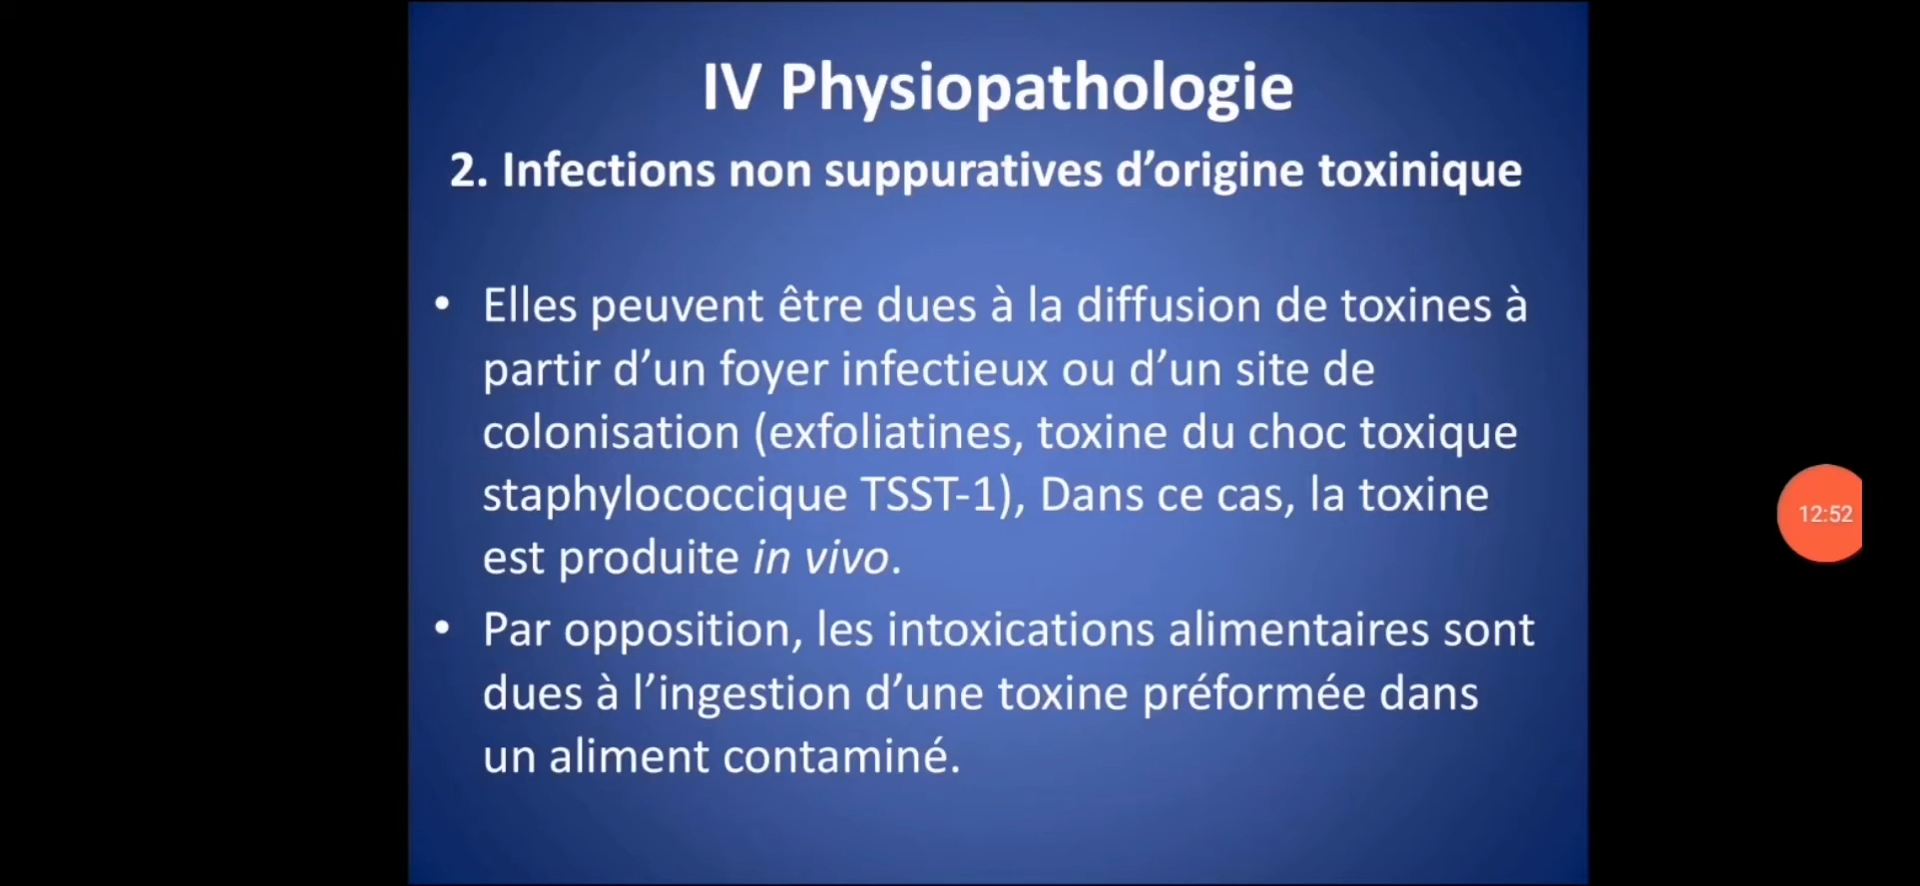 IV Physiopathologie
2. Infections non suppuratives d’origine toxinique
• Elles peuvent être dues à la diffusion de toxines à
partir d’un foyer infectieux ou d’un site de
colonisation (exfoliatines, toxine du choc toxique
staphylococcique TSST-1), Dans ce cas, la toxine
est produite in vivo.
• Par opposition, les intoxications alimentaires sont
dues à l’ingestion d’une toxine préformée dans
un aliment contaminé.
12:52